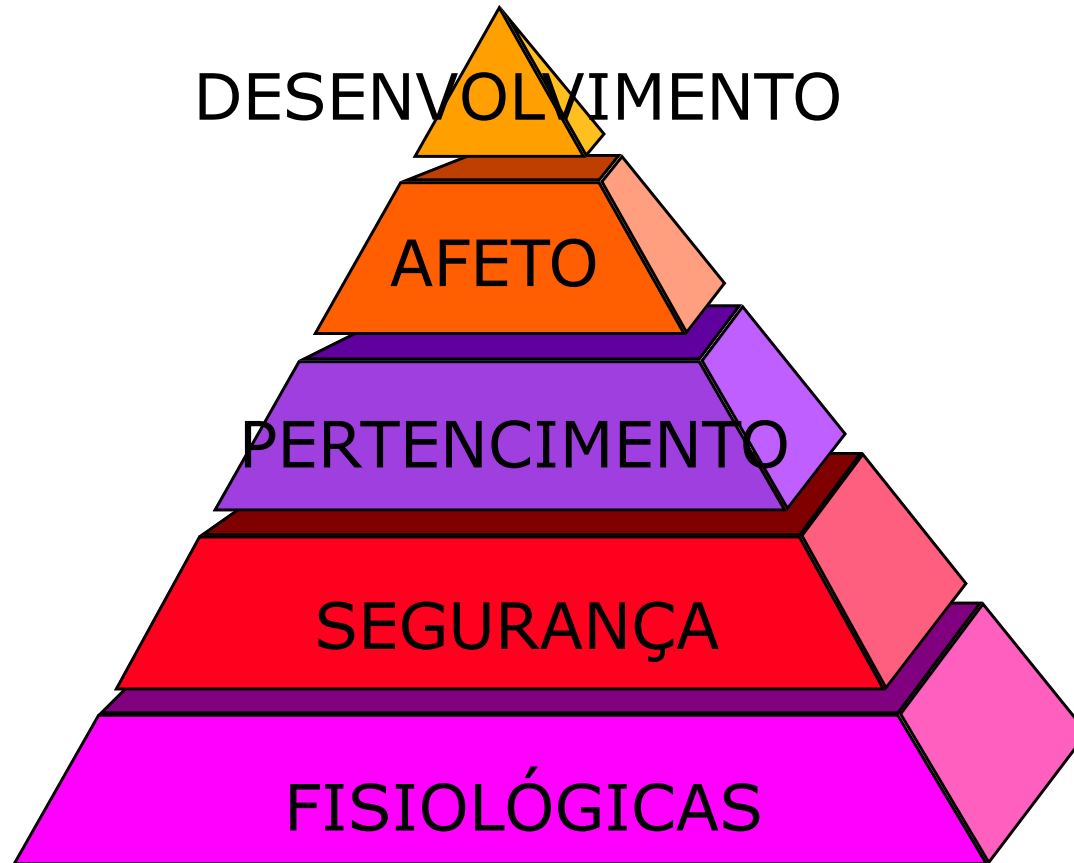 DESENVOLVIMENTO
AFETO
PERTENCIMENTO
SEGURANÇA
FISIOLÓGICAS